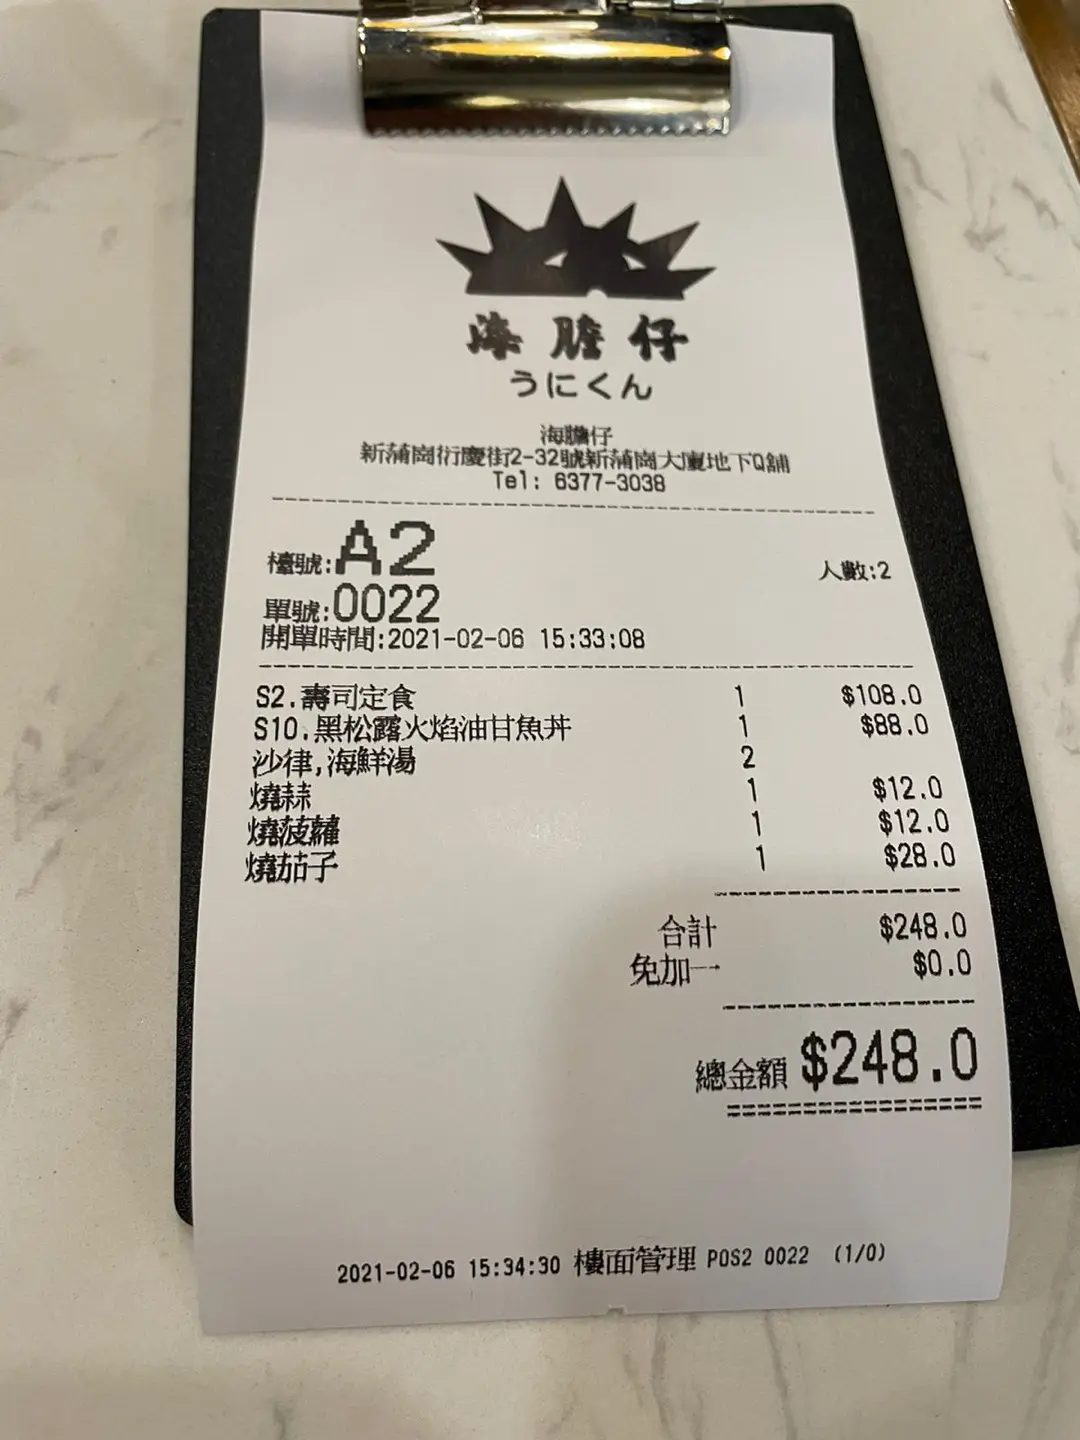 海膽仔
うにくん
海膽仔
新蒲崗衍慶街2-32號新蒲崗大廈地下Q舖
Tel: 6377-3038
檯號:A2 人數:2
單號:0022
開單時間:2021-02-06 15:33:08
S2.壽司定食 1 $108.0
S10.黑松露火焰油甘魚丼 1 $88.0
沙律,海鮮湯 2
燒蒜 1 $12.0
燒菠蘿 1 $12.0
燒茄子 1 $28.0
合計 $248.0
免加一 $0.0
總金額 $248.0
2021-02-06 15:34:30 樓面管理 POS2 0022 (1/0)